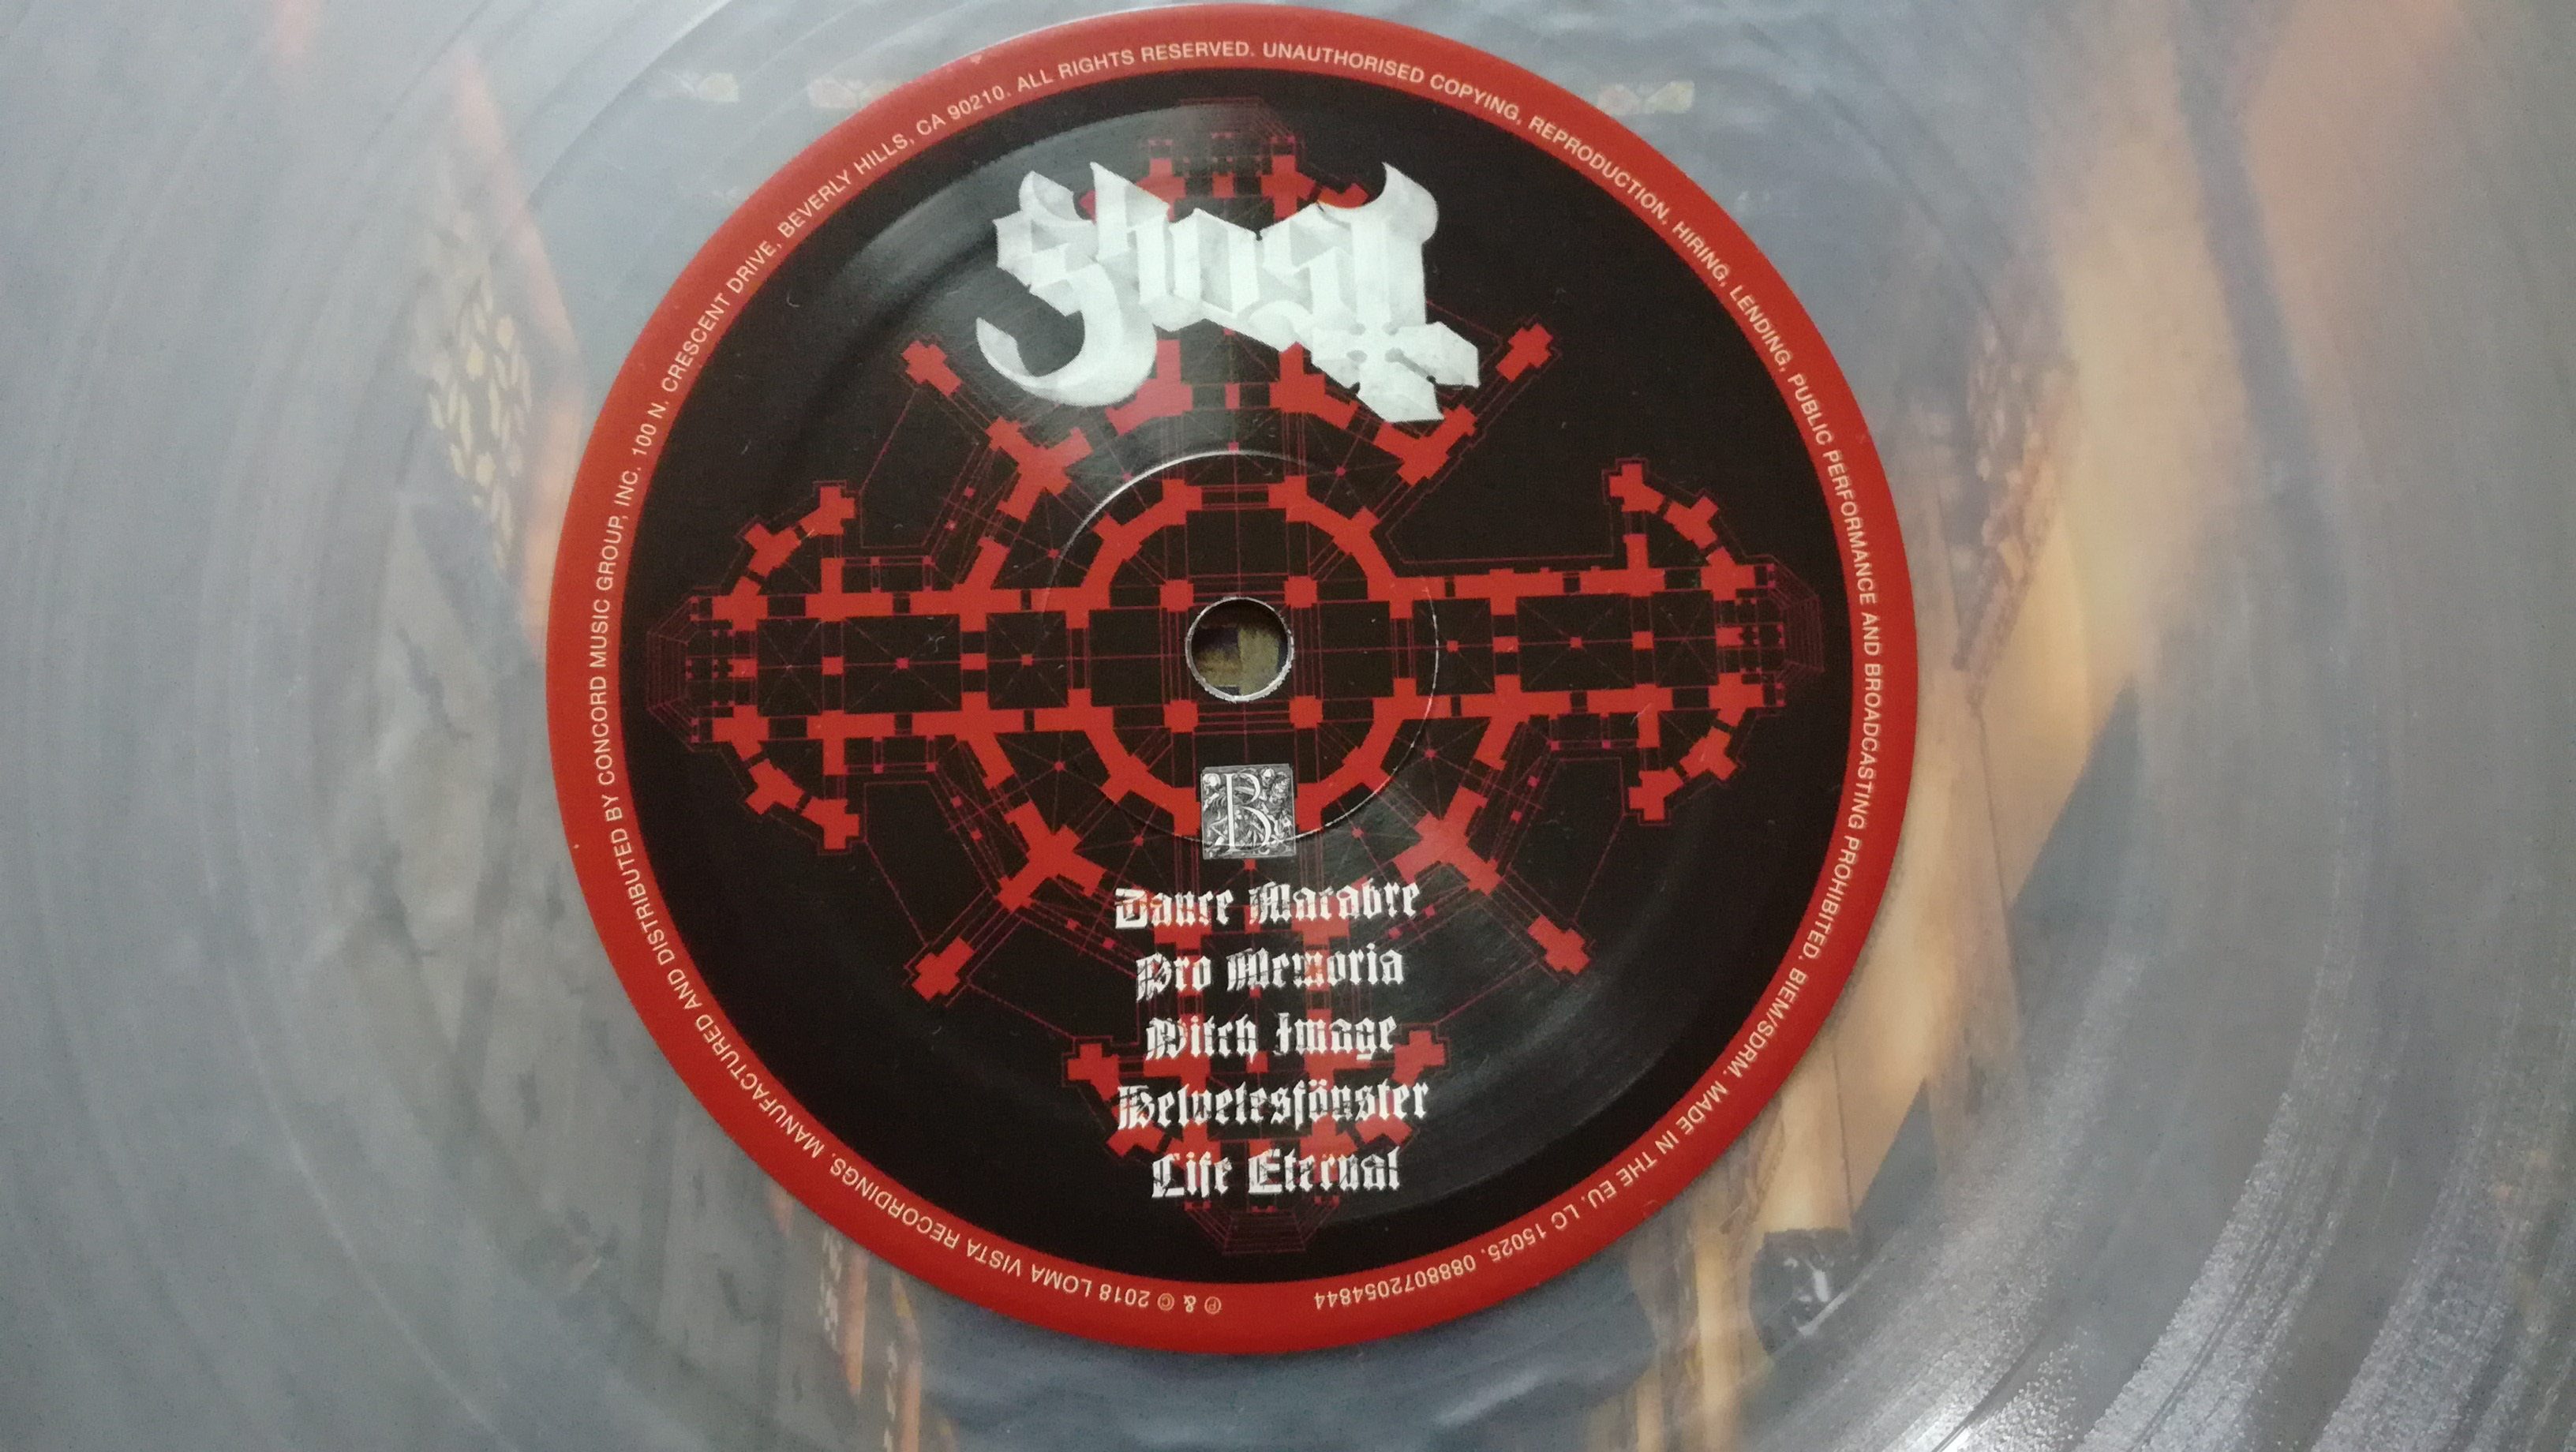 Ghost
B
Dance Macabre
Pro Memoria
Witch Image
Helvetesfönster
Life Eternal
℗ & © 2018 LOMA VISTA RECORDINGS. MANUFACTURED AND DISTRIBUTED BY CONCORD MUSIC GROUP, INC. 100 N. CRESCENT DRIVE, BEVERLY HILLS, CA 90210. ALL RIGHTS RESERVED. UNAUTHORISED COPYING, REPRODUCTION, HIRING, LENDING, PUBLIC PERFORMANCE AND BROADCASTING PROHIBITED. BIEM/SDRM. MADE IN THE EU. LC 15025. 0888072054844